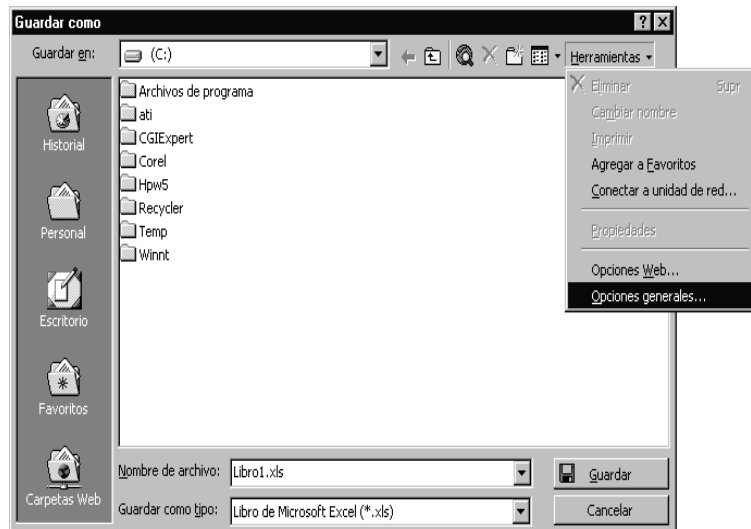 Guardar como
Guardar en:
(C:)
Herramientas
Eliminar Supr
Cambiar nombre
Imprimir
Agregar a Favoritos
Conectar a unidad de red...
Propiedades
Opciones Web...
Opciones generales...
Historial
Personal
Escritorio
Favoritos
Carpetas Web
Archivos de programa
ati
CGIExpert
Corel
Hpw5
Recycler
Temp
Winnt
Nombre de archivo: Libro1.xls
Guardar
Guardar como tipo: Libro de Microsoft Excel (*.xls)
Cancelar